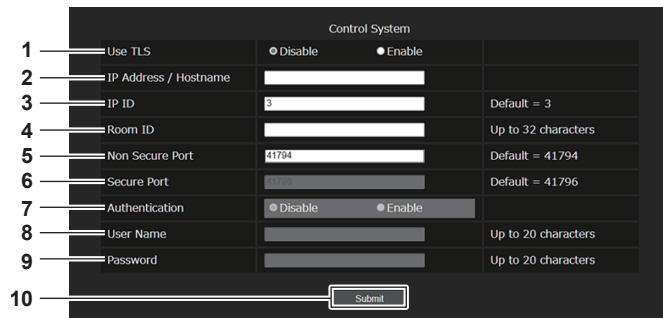 Control System
1 Use TLS Disable Enable
2 IP Address / Hostname
3 IP ID 3 Default = 3
4 Room ID Up to 32 characters
5 Non Secure Port 41794 Default = 41794
6 Secure Port 41796 Default = 41796
7 Authentication Disable Enable
8 User Name Up to 20 characters
9 Password Up to 20 characters
10 Submit